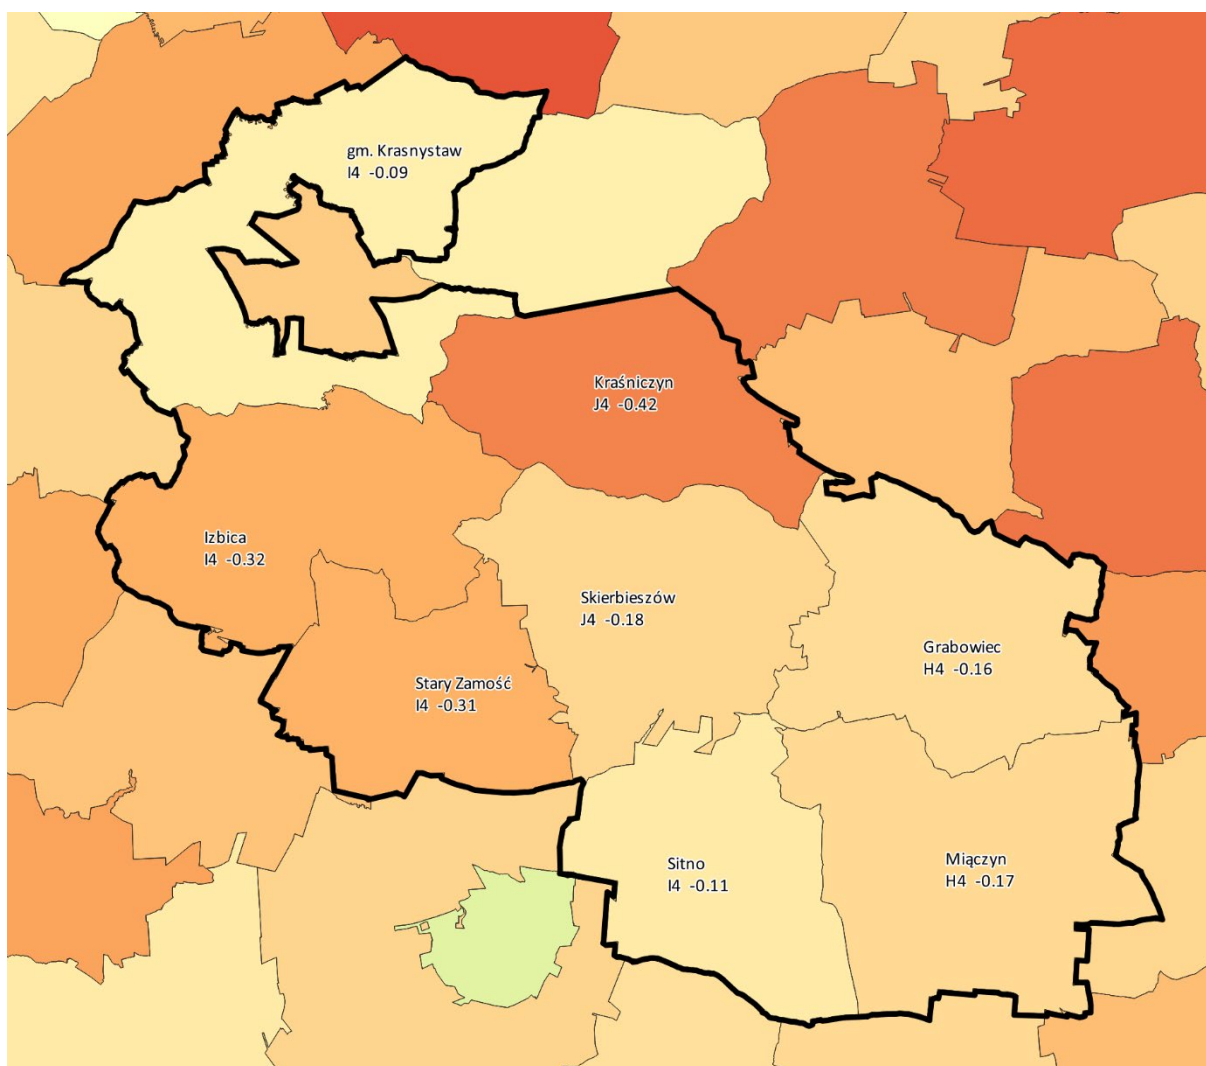 gm. Krasnystaw
I4 -0.09
Kraśniczyn
J4 -0.42
Izbica
I4 -0.32
Skierbieszów
J4 -0.18
Grabowiec
H4 -0.16
Stary Zamość
I4 -0.31
Sitno
I4 -0.11
Miączyn
H4 -0.17